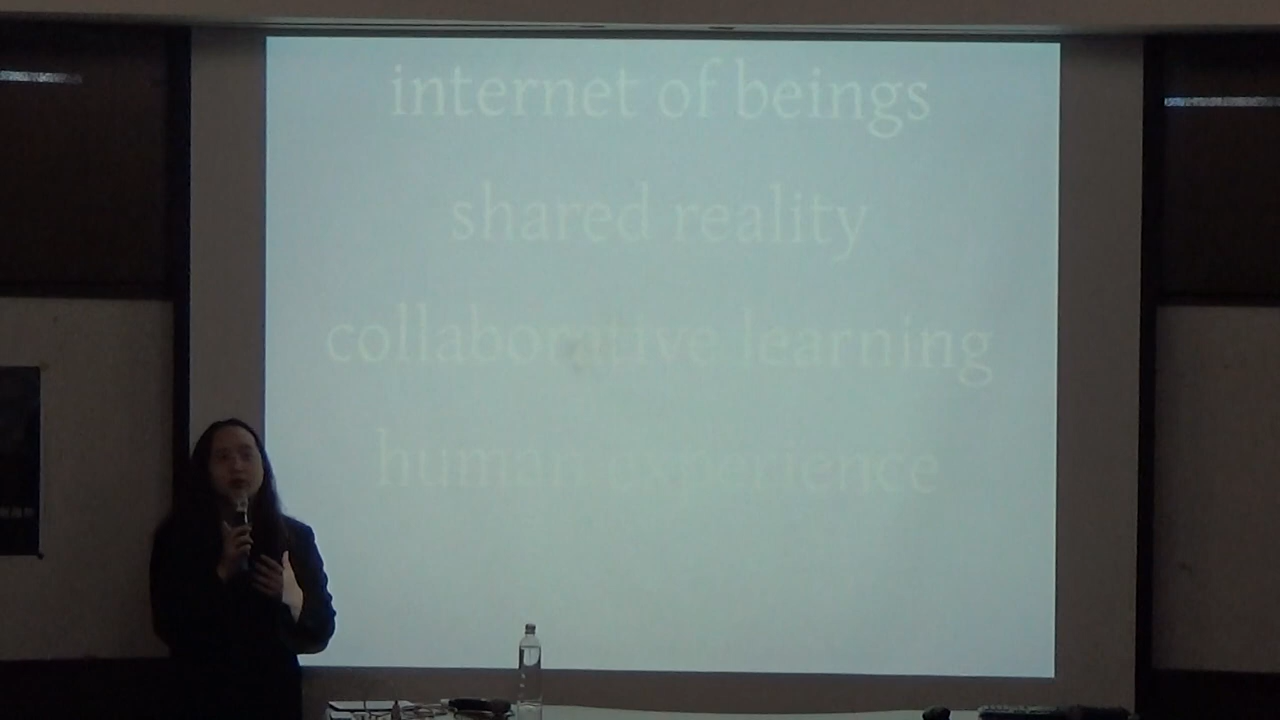 internet of beings
shared reality
collaborative learning
human experience